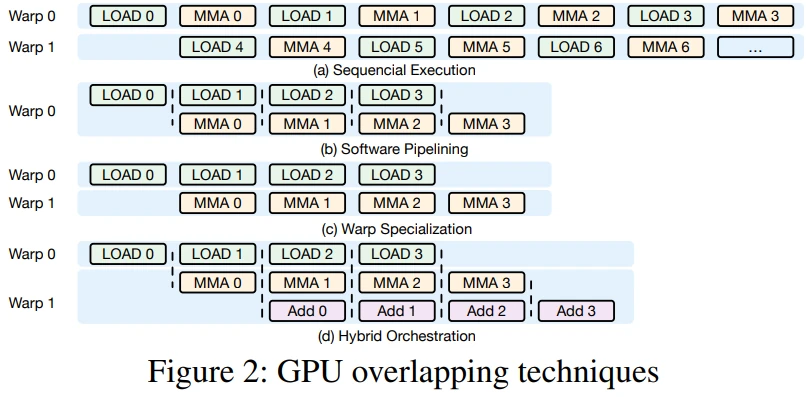 Warp 0 LOAD 0 MMA 0 LOAD 1 MMA 1 LOAD 2 MMA 2 LOAD 3 MMA 3
Warp 1 LOAD 4 MMA 4 LOAD 5 MMA 5 LOAD 6 MMA 6 ...
(a) Sequencial Execution
LOAD 0 LOAD 1 LOAD 2 LOAD 3
Warp 0
MMA 0 MMA 1 MMA 2 MMA 3
(b) Software Pipelining
Warp 0 LOAD 0 LOAD 1 LOAD 2 LOAD 3
Warp 1 MMA 0 MMA 1 MMA 2 MMA 3
(c) Warp Specialization
Warp 0 LOAD 0 LOAD 1 LOAD 2 LOAD 3
MMA 0 MMA 1 MMA 2 MMA 3
Warp 1
Add 0 Add 1 Add 2 Add 3
(d) Hybrid Orchestration
Figure 2: GPU overlapping techniques